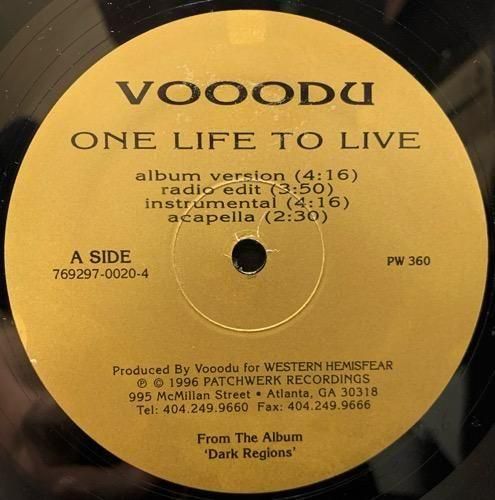 VOOODU
ONE LIFE TO LIVE
album version (4:16)
radio edit (3:50)
instrumental (4:16)
acapella (2:30)
A SIDE
769297-0020-4
PW 360
Produced By Vooodu for WESTERN HEMISFEAR
℗ © 1996 PATCHWERK RECORDINGS
995 McMillan Street • Atlanta, GA 30318
Tel: 404.249.9660 Fax: 404.249.9666
From The Album
'Dark Regions'